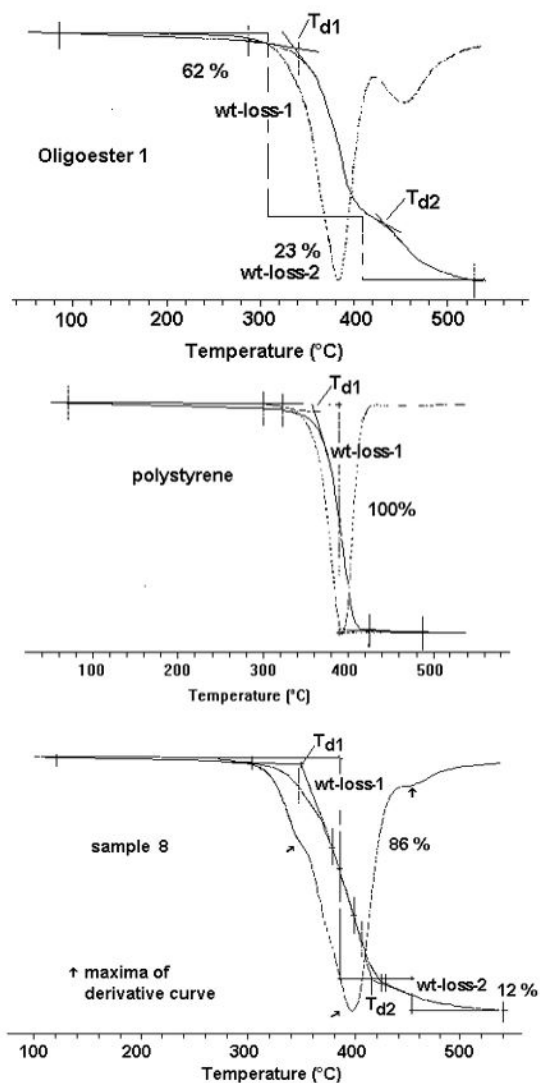 Td1
62 %
wt-loss-1
Oligoester 1
Td2
23 %
wt-loss-2
100 200 300 400 500
Temperature (°C)
Td1
wt-loss-1
polystyrene
100%
100 200 300 400 500
Temperature (°C)
Td1
wt-loss-1
sample 8
86 %
↑ maxima of
derivative curve
wt-loss-2
Td2
12 %
100 200 300 400 500
Temperature (°C)